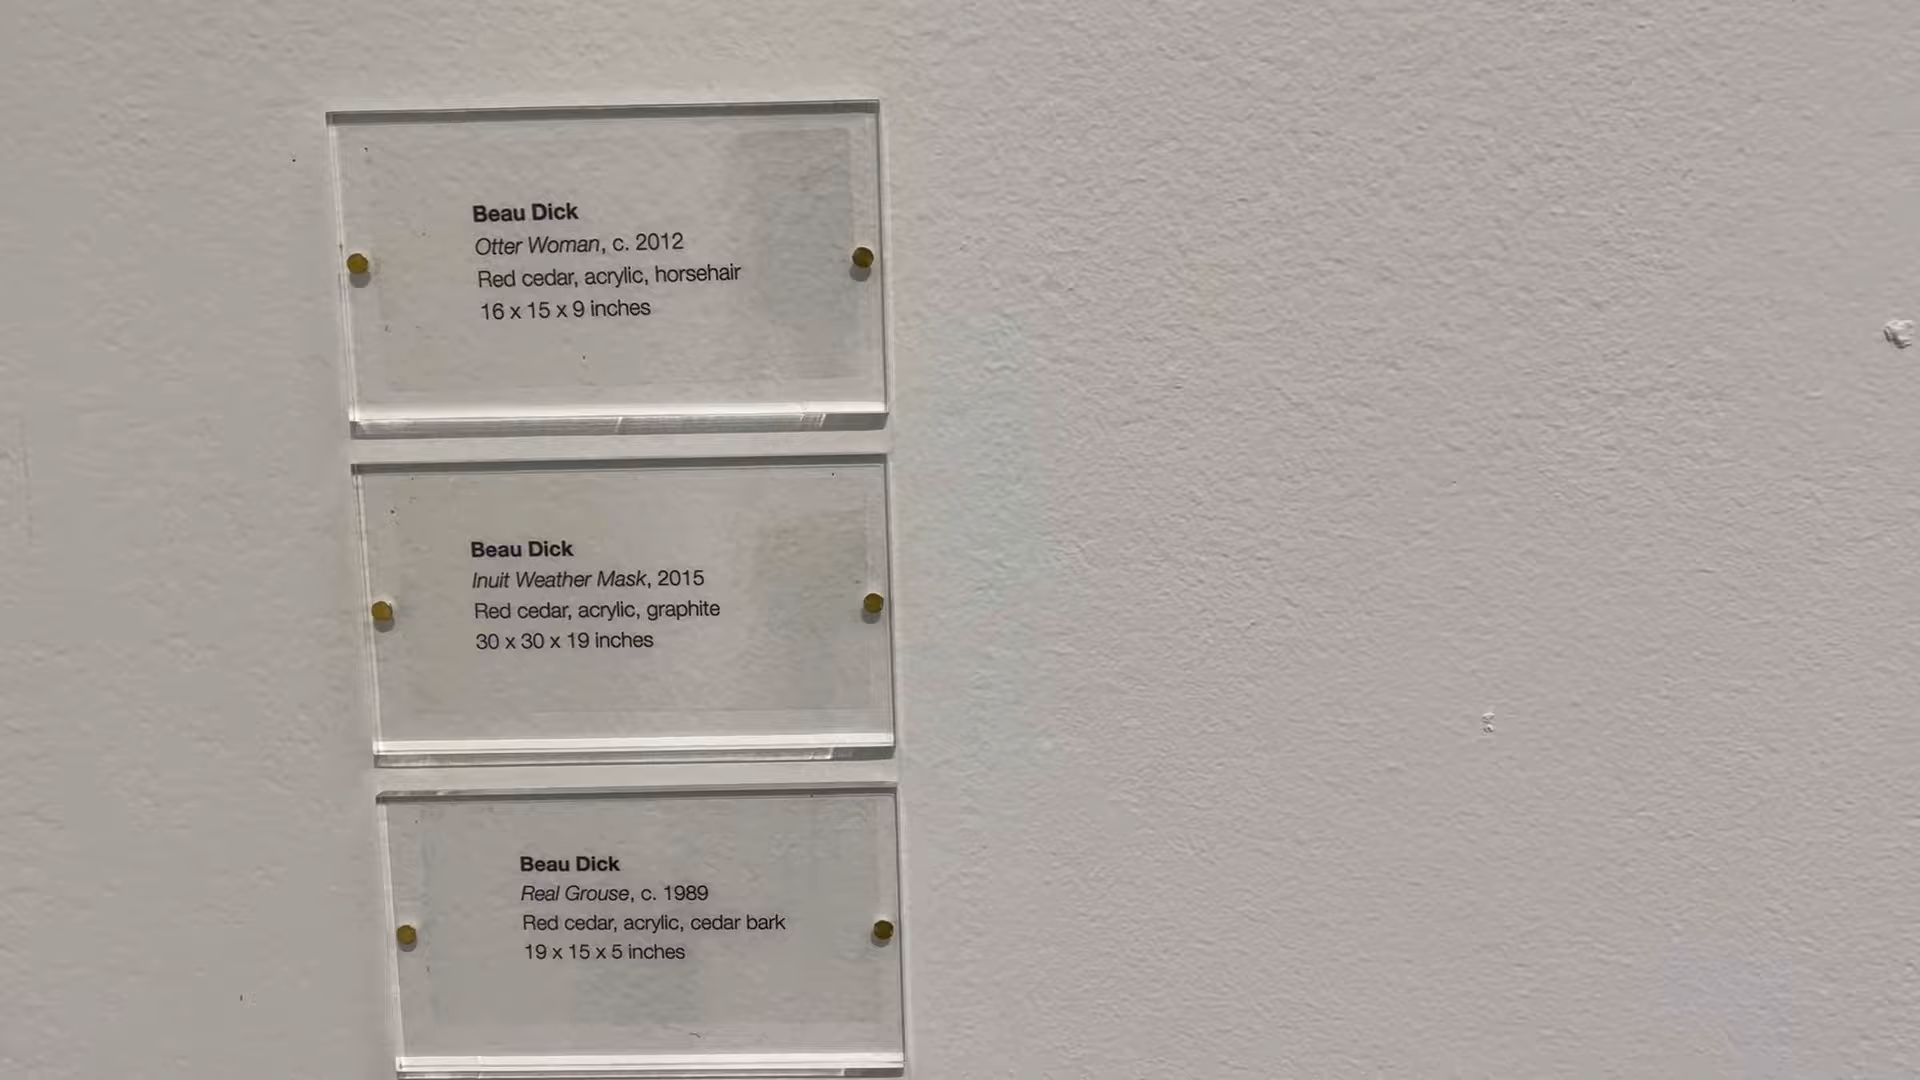 Beau Dick
Otter Woman, c. 2012
Red cedar, acrylic, horsehair
16 x 15 x 9 inches
Beau Dick
Inuit Weather Mask, 2015
Red cedar, acrylic, graphite
30 x 30 x 19 inches
Beau Dick
Real Grouse, c. 1989
Red cedar, acrylic, cedar bark
19 x 15 x 5 inches